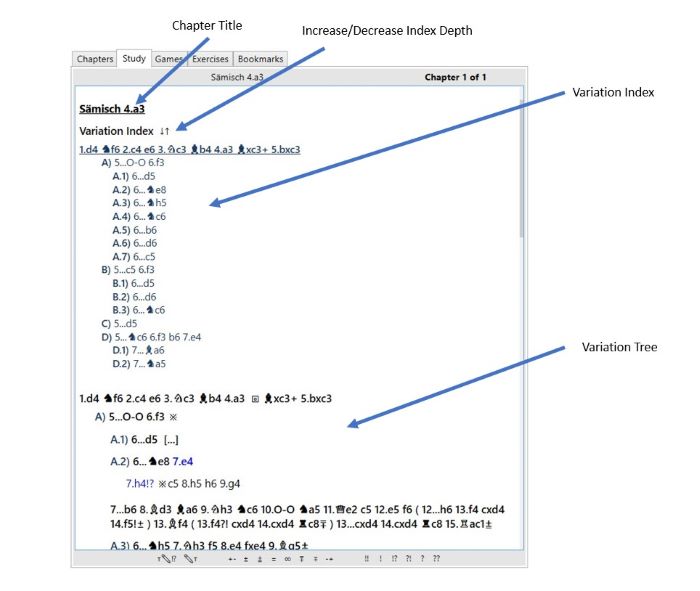 Chapter Title
Increase/Decrease Index Depth
Chapters Study Games Exercises Bookmarks
Sämisch 4.a3 Chapter 1 of 1
Variation Index
Sämisch 4.a3
Variation Index ↓↑
1.d4 ♞f6 2.c4 e6 3.♘c3 ♝b4 4.a3 ♝xc3+ 5.bxc3
A) 5...O-O 6.f3
A.1) 6...d5
A.2) 6...♞e8
A.3) 6...♞h5
A.4) 6...♞c6
A.5) 6...b6
A.6) 6...d6
A.7) 6...c5
B) 5...c5 6.f3
B.1) 6...d5
B.2) 6...d6
B.3) 6...♞c6
C) 5...d5
D) 5...♞c6 6.f3 b6 7.e4
D.1) 7...♝a6
D.2) 7...♞a5
Variation Tree
1.d4 ♞f6 2.c4 e6 3.♘c3 ♝b4 4.a3 ⊡ ♝xc3+ 5.bxc3
A) 5...O-O 6.f3 ※
A.1) 6...d5 [...]
A.2) 6...♞e8 7.e4
7.h4!? ※c5 8.h5 h6 9.g4
7...b6 8.♗d3 ♝a6 9.♘h3 ♞c6 10.O-O ♞a5 11.♕e2 c5 12.e5 f6 ( 12...h6 13.f4 cxd4
14.f5!± ) 13.♗f4 ( 13.f4?! cxd4 14.cxd4 ♜c8∓ ) 13...cxd4 14.cxd4 ♜c8 15.♖ac1±
A.3) 6...♞h5 7.♘h3 f5 8.e4 fxe4 9.♗g5±
+- ± ⩲ = ∞ ∓ -+ !! ! !? ?! ? ??